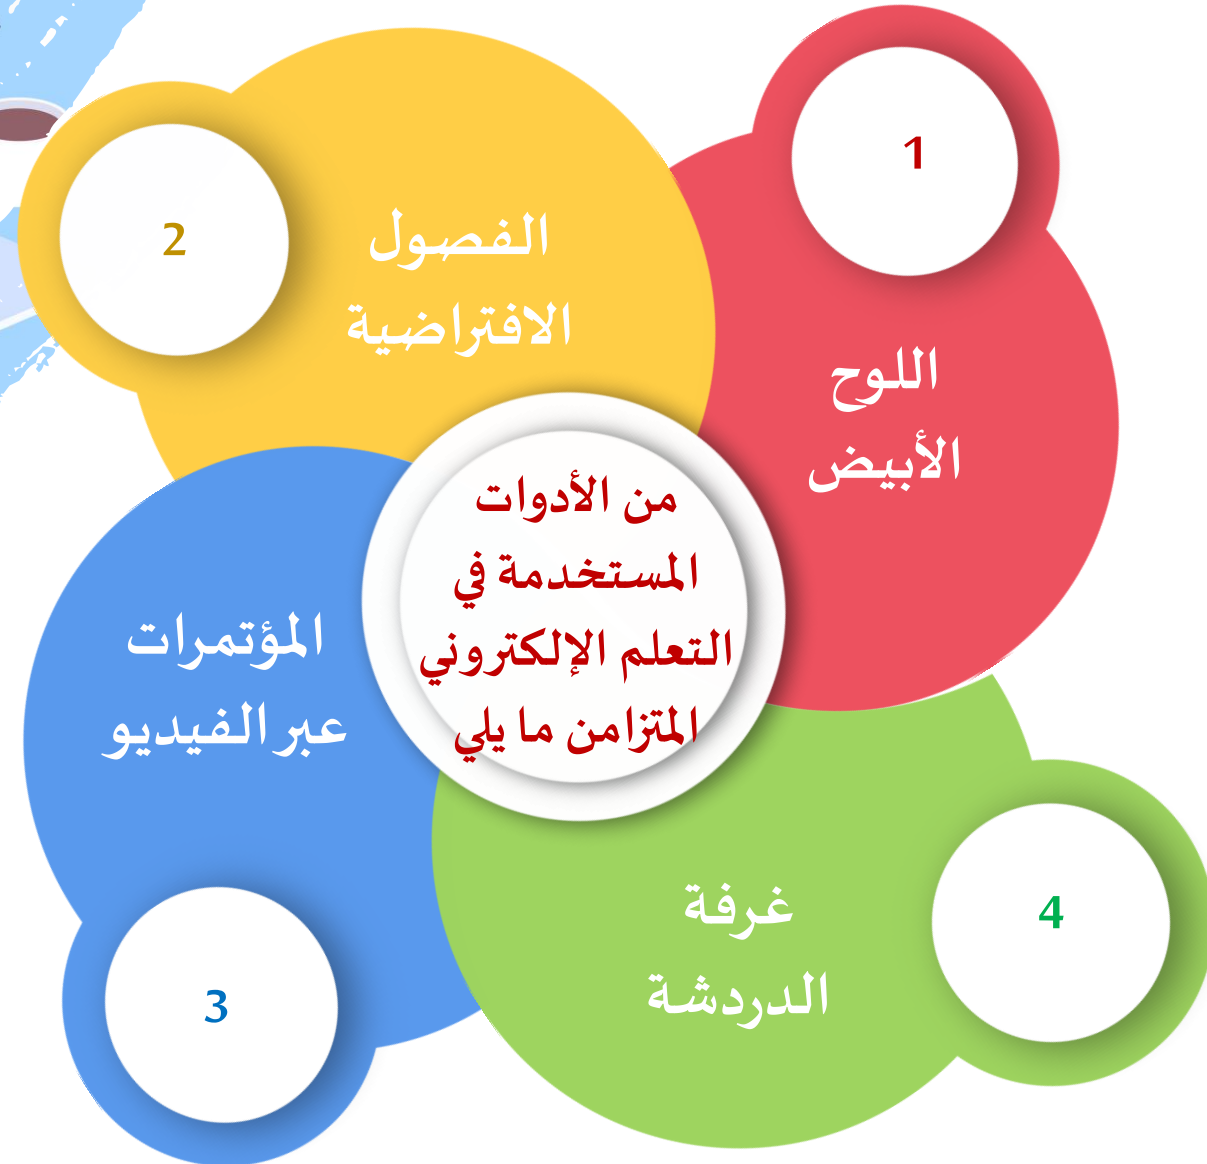 من الأدوات
المستخدمة في
التعلم الإلكتروني
المتزامن ما يلي
1
اللوح
الأبيض
2
الفصول
الافتراضية
3
المؤتمرات
عبر الفيديو
4
غرفة
الدردشة